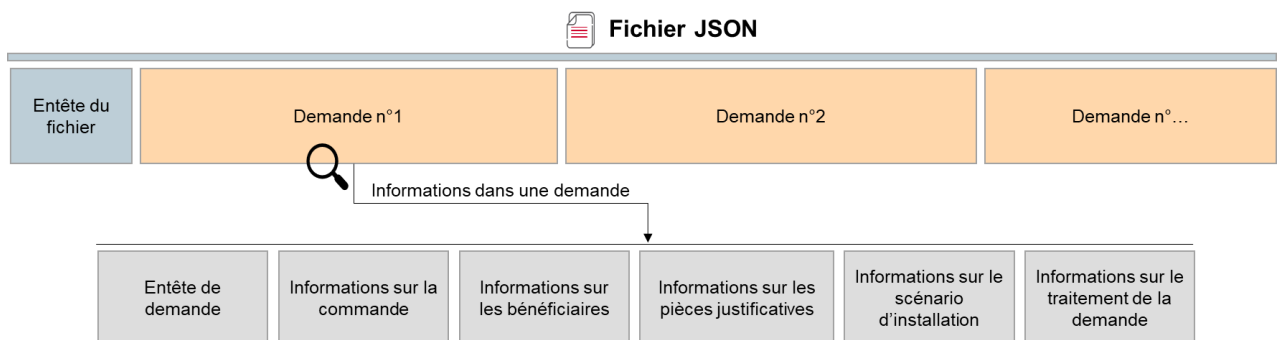 Fichier JSON
Entête du
fichier
Demande n°1
Demande n°2
Demande n°…
Informations dans une demande
Entête de
demande
Informations sur la
commande
Informations sur
les bénéficiaires
Informations sur les
pièces justificatives
Informations sur le
scénario
d’installation
Informations sur le
traitement de la
demande